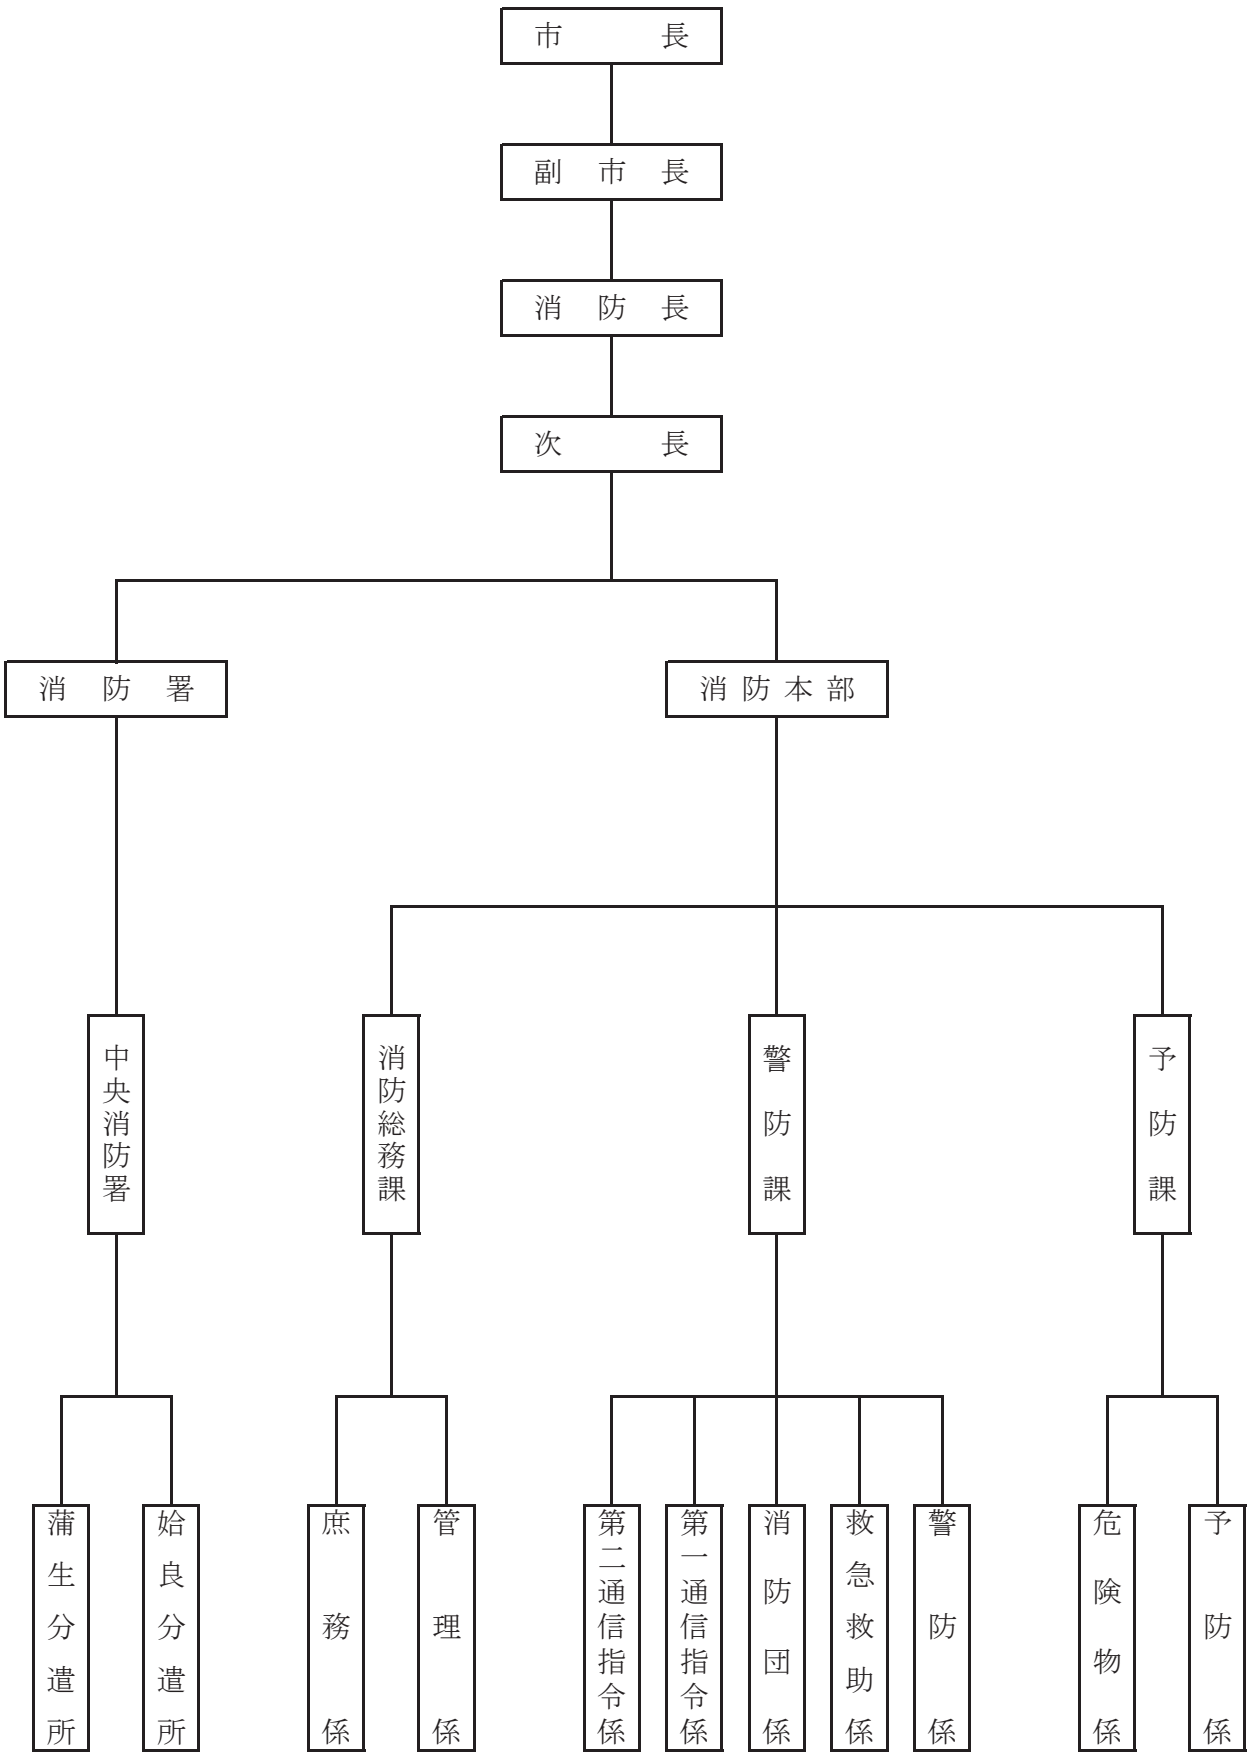 市長
副市長
消防長
次長
消防署
消防本部
中央消防署
消防総務課
警防課
予防課
蒲生分遣所
姶良分遣所
庶務係
管理係
第二通信指令係
第一通信指令係
消防団係
救急救助係
警防係
危険物係
予防係